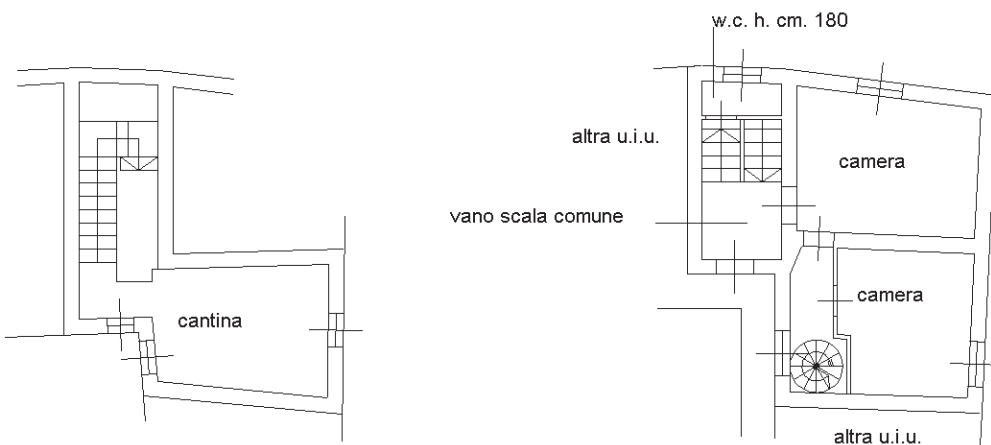 w.c. h. cm. 180
altra u.i.u.
camera
vano scala comune
camera
cantina
altra u.i.u.